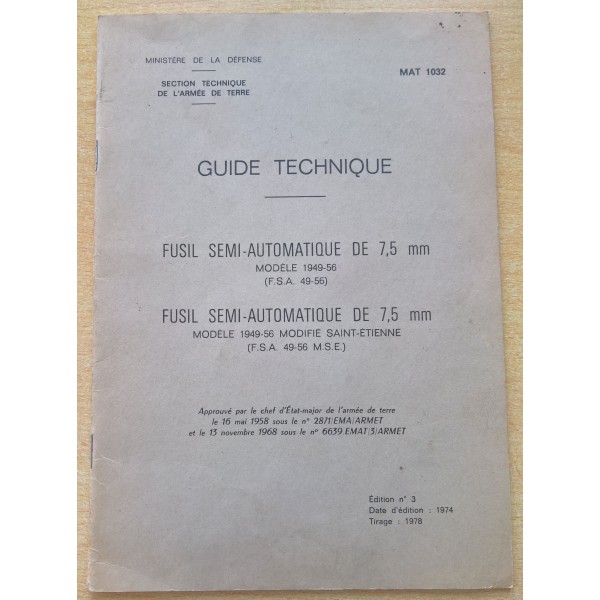 MINISTÈRE DE LA DÉFENSE
SECTION TECHNIQUE
DE L'ARMÉE DE TERRE
MAT 1032
GUIDE TECHNIQUE
FUSIL SEMI-AUTOMATIQUE DE 7,5 mm
MODÈLE 1949-56
(F.S.A. 49-56)
FUSIL SEMI-AUTOMATIQUE DE 7,5 mm
MODÈLE 1949-56 MODIFIÉ SAINT-ETIENNE
(F.S.A. 49-56 M.S.E.)
Approuvé par le chef d'État-major de l'armée de terre
le 16 mai 1958 sous le n° 2871/EMA/ARMET
et le 13 novembre 1968 sous le n° 6639 EMAT/3/ARMET
Édition n° 3
Date d'édition : 1974
Tirage : 1978